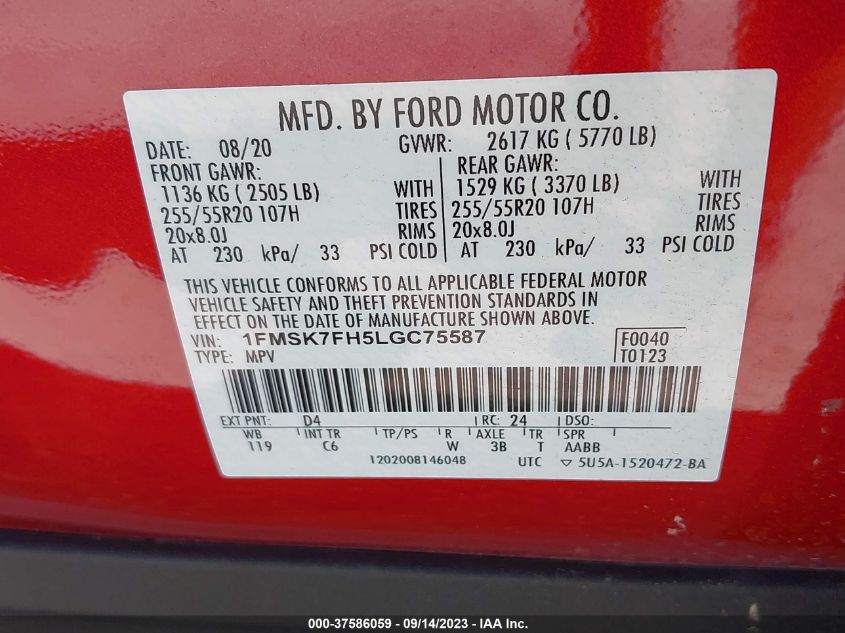 MFD. BY FORD MOTOR CO.
DATE: 08/20 GVWR: 2617 KG ( 5770 LB)
FRONT GAWR: REAR GAWR:
1136 KG ( 2505 LB) WITH 1529 KG ( 3370 LB) WITH
255/55R20 107H TIRES 255/55R20 107H TIRES
20x8.0J RIMS 20x8.0J RIMS
AT 230 kPa/ 33 PSI COLD AT 230 kPa/ 33 PSI COLD
THIS VEHICLE CONFORMS TO ALL APPLICABLE FEDERAL MOTOR
VEHICLE SAFETY AND THEFT PREVENTION STANDARDS IN
EFFECT ON THE DATE OF MANUFACTURE SHOWN ABOVE.
VIN: 1FMSK7FH5LGC75587 F0040
TYPE: MPV T0123
EXT PNT: D4 RC: 24 DSO:
WB INT TR TP/PS R AXLE TR SPR
119 C6 W 3B T AABB
1202008146048 UTC ▽ 5U5A-1520472-BA
000-37586059 - 09/14/2023 - Copyright 2023 - IAA, Inc.